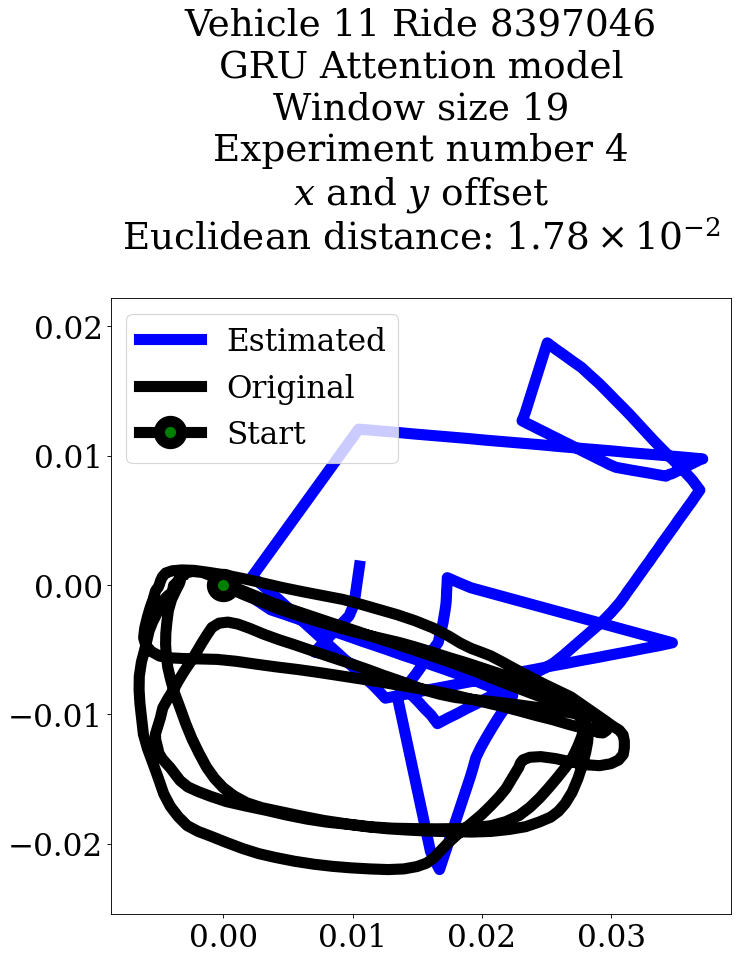 Vehicle 11 Ride 8397046
GRU Attention model
Window size 19
Experiment number 4
x and y offset
Euclidean distance: 1.78 × 10⁻²
Estimated
Original
Start
0.02
0.01
0.00
−0.01
−0.02
0.00 0.01 0.02 0.03